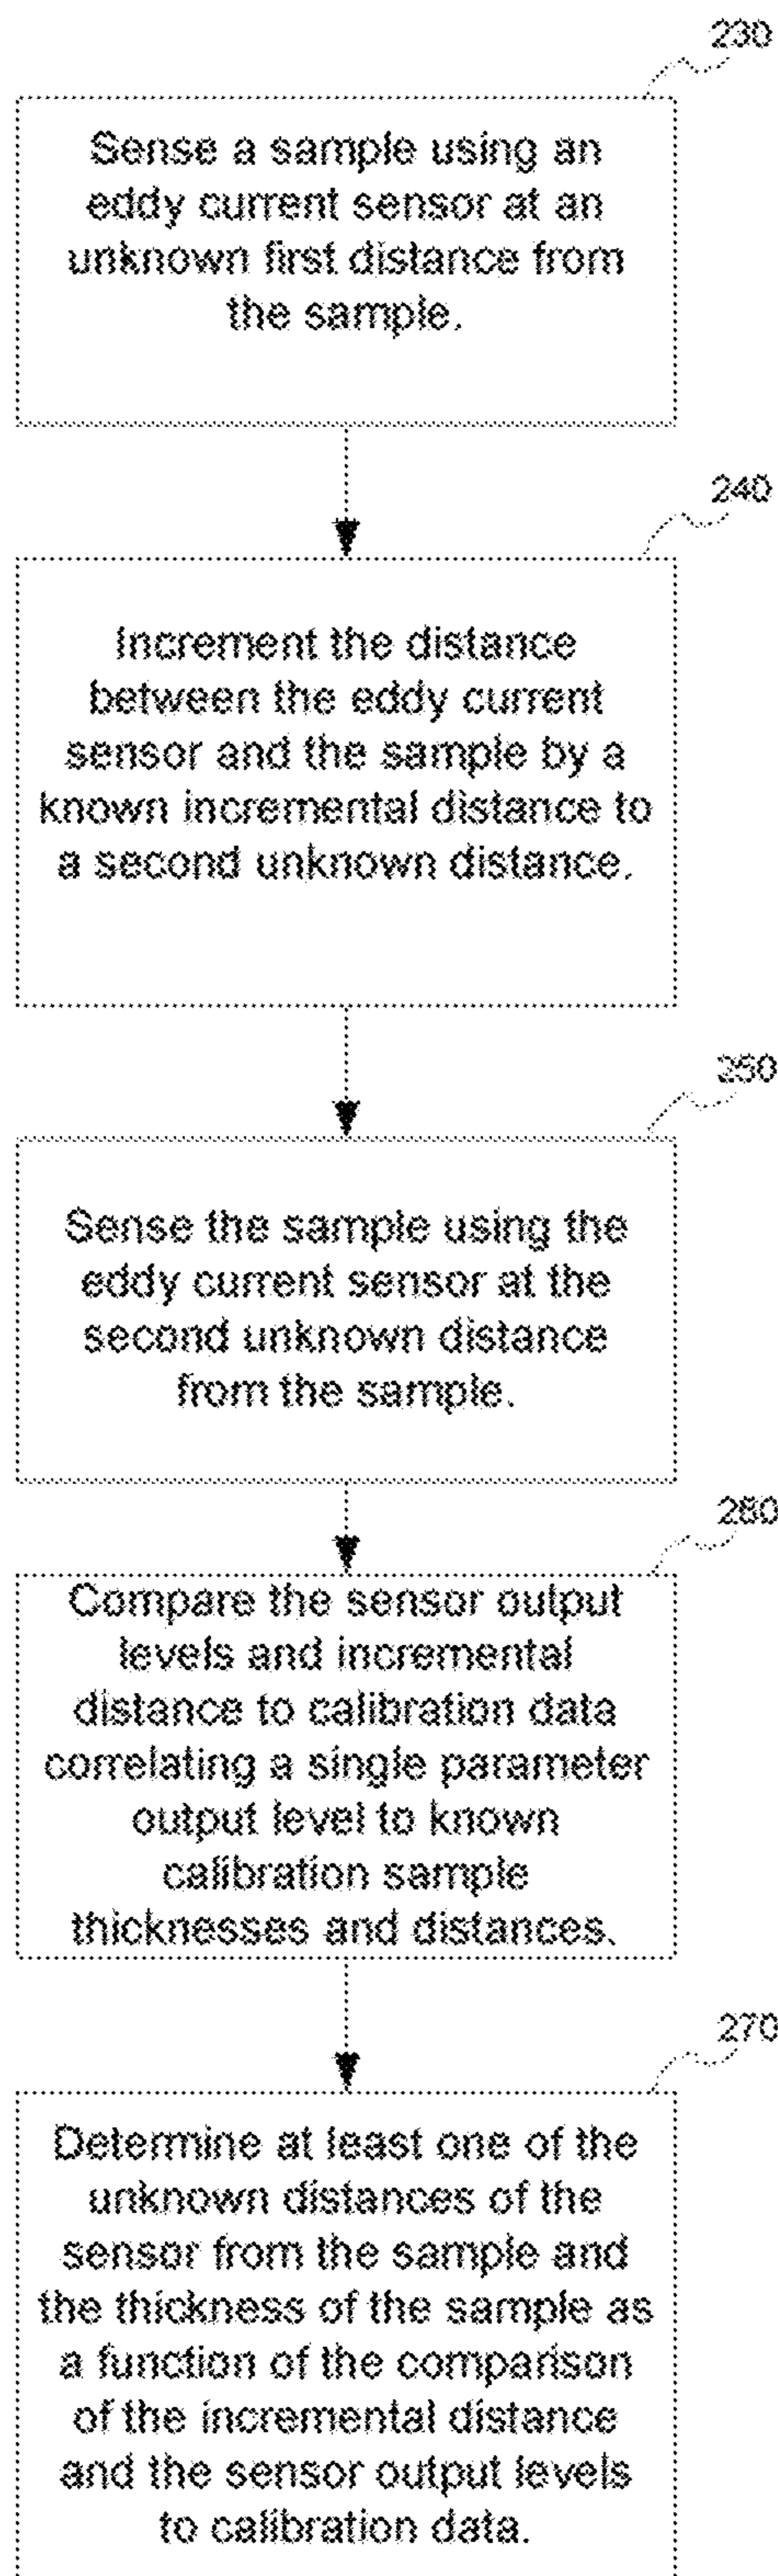 230
Sense a sample using an
eddy current sensor at an
unknown first distance from
the sample.
240
Increment the distance
between the eddy current
sensor and the sample by a
known incremental distance to
a second unknown distance.
250
Sense the sample using the
eddy current sensor at the
second unknown distance
from the sample.
260
Compare the sensor output
levels and incremental
distance to calibration data
correlating a single parameter
output level to known
calibration sample
thicknesses and distances.
270
Determine at least one of the
unknown distances of the
sensor from the sample and
the thickness of the sample as
a function of the comparison
of the incremental distance
and the sensor output levels
to calibration data.